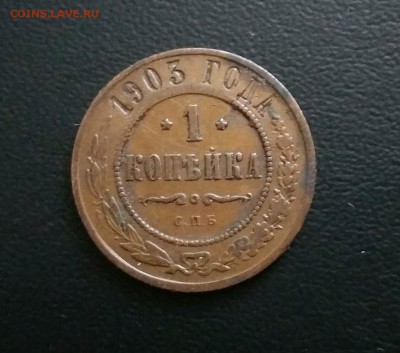 COINS.LAVE.RU
1903 ГОДА
* 1 *
КОПѢЙКА
С.П.Б.